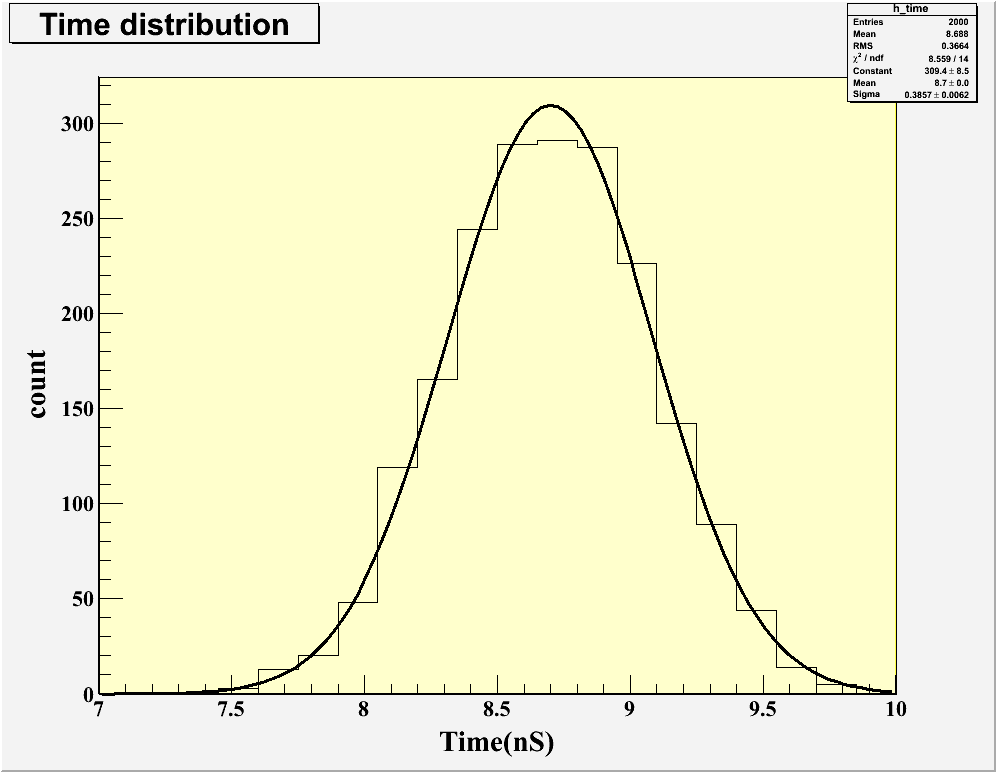 Time distribution
h_time
Entries 2000
Mean 8.688
RMS 0.3664
χ² / ndf 8.559 / 14
Constant 309.4 ± 8.5
Mean 8.7 ± 0.0
Sigma 0.3857 ± 0.0062
300
250
200
150
100
50
0
count
7 7.5 8 8.5 9 9.5 10
Time(nS)